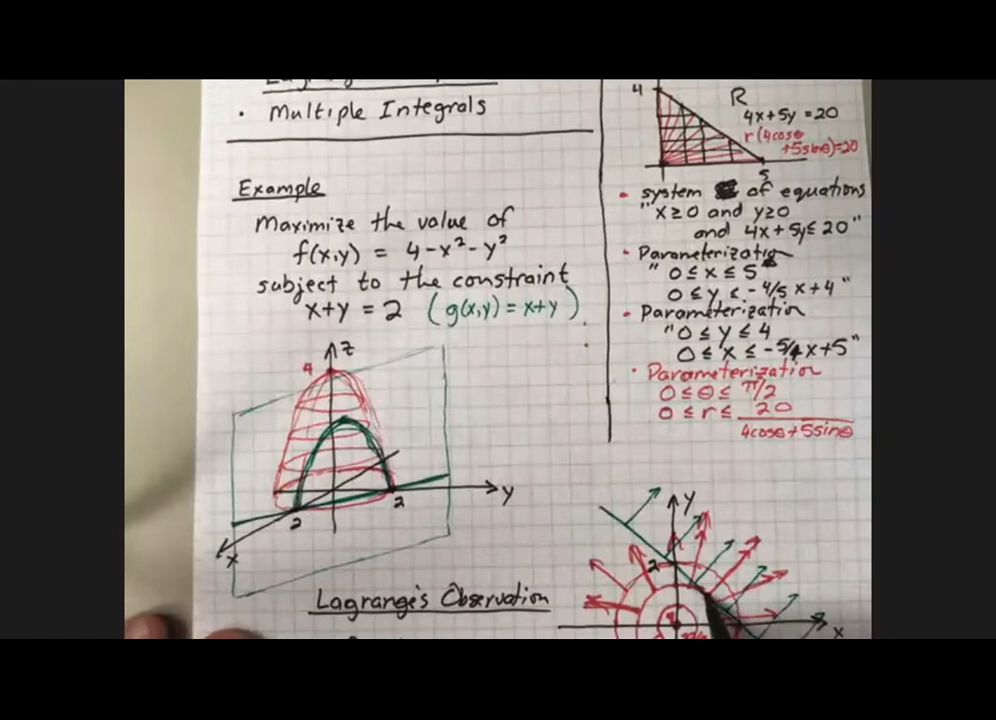 • Multiple Integrals
Example
Maximize the value of
f(x,y) = 4-x²-y²
subject to the constraint
x+y = 2 (g(x,y) = x+y)
z
4
y
2
2
x
Lagrange's Observation
4
R
4x+5y = 20
r(4cosθ
+5sinθ)=20
5
• system of equations
"x≥0 and y≥0
and 4x+5y≤20"
• Parameterization
"0≤x≤5
0≤y≤-4/5x+4"
• Parameterization
"0≤y≤4
0≤x≤-5/4x+5"
• Parameterization
0≤θ≤π/2
0≤r≤ 20
4cosθ+5sinθ
y
2
x